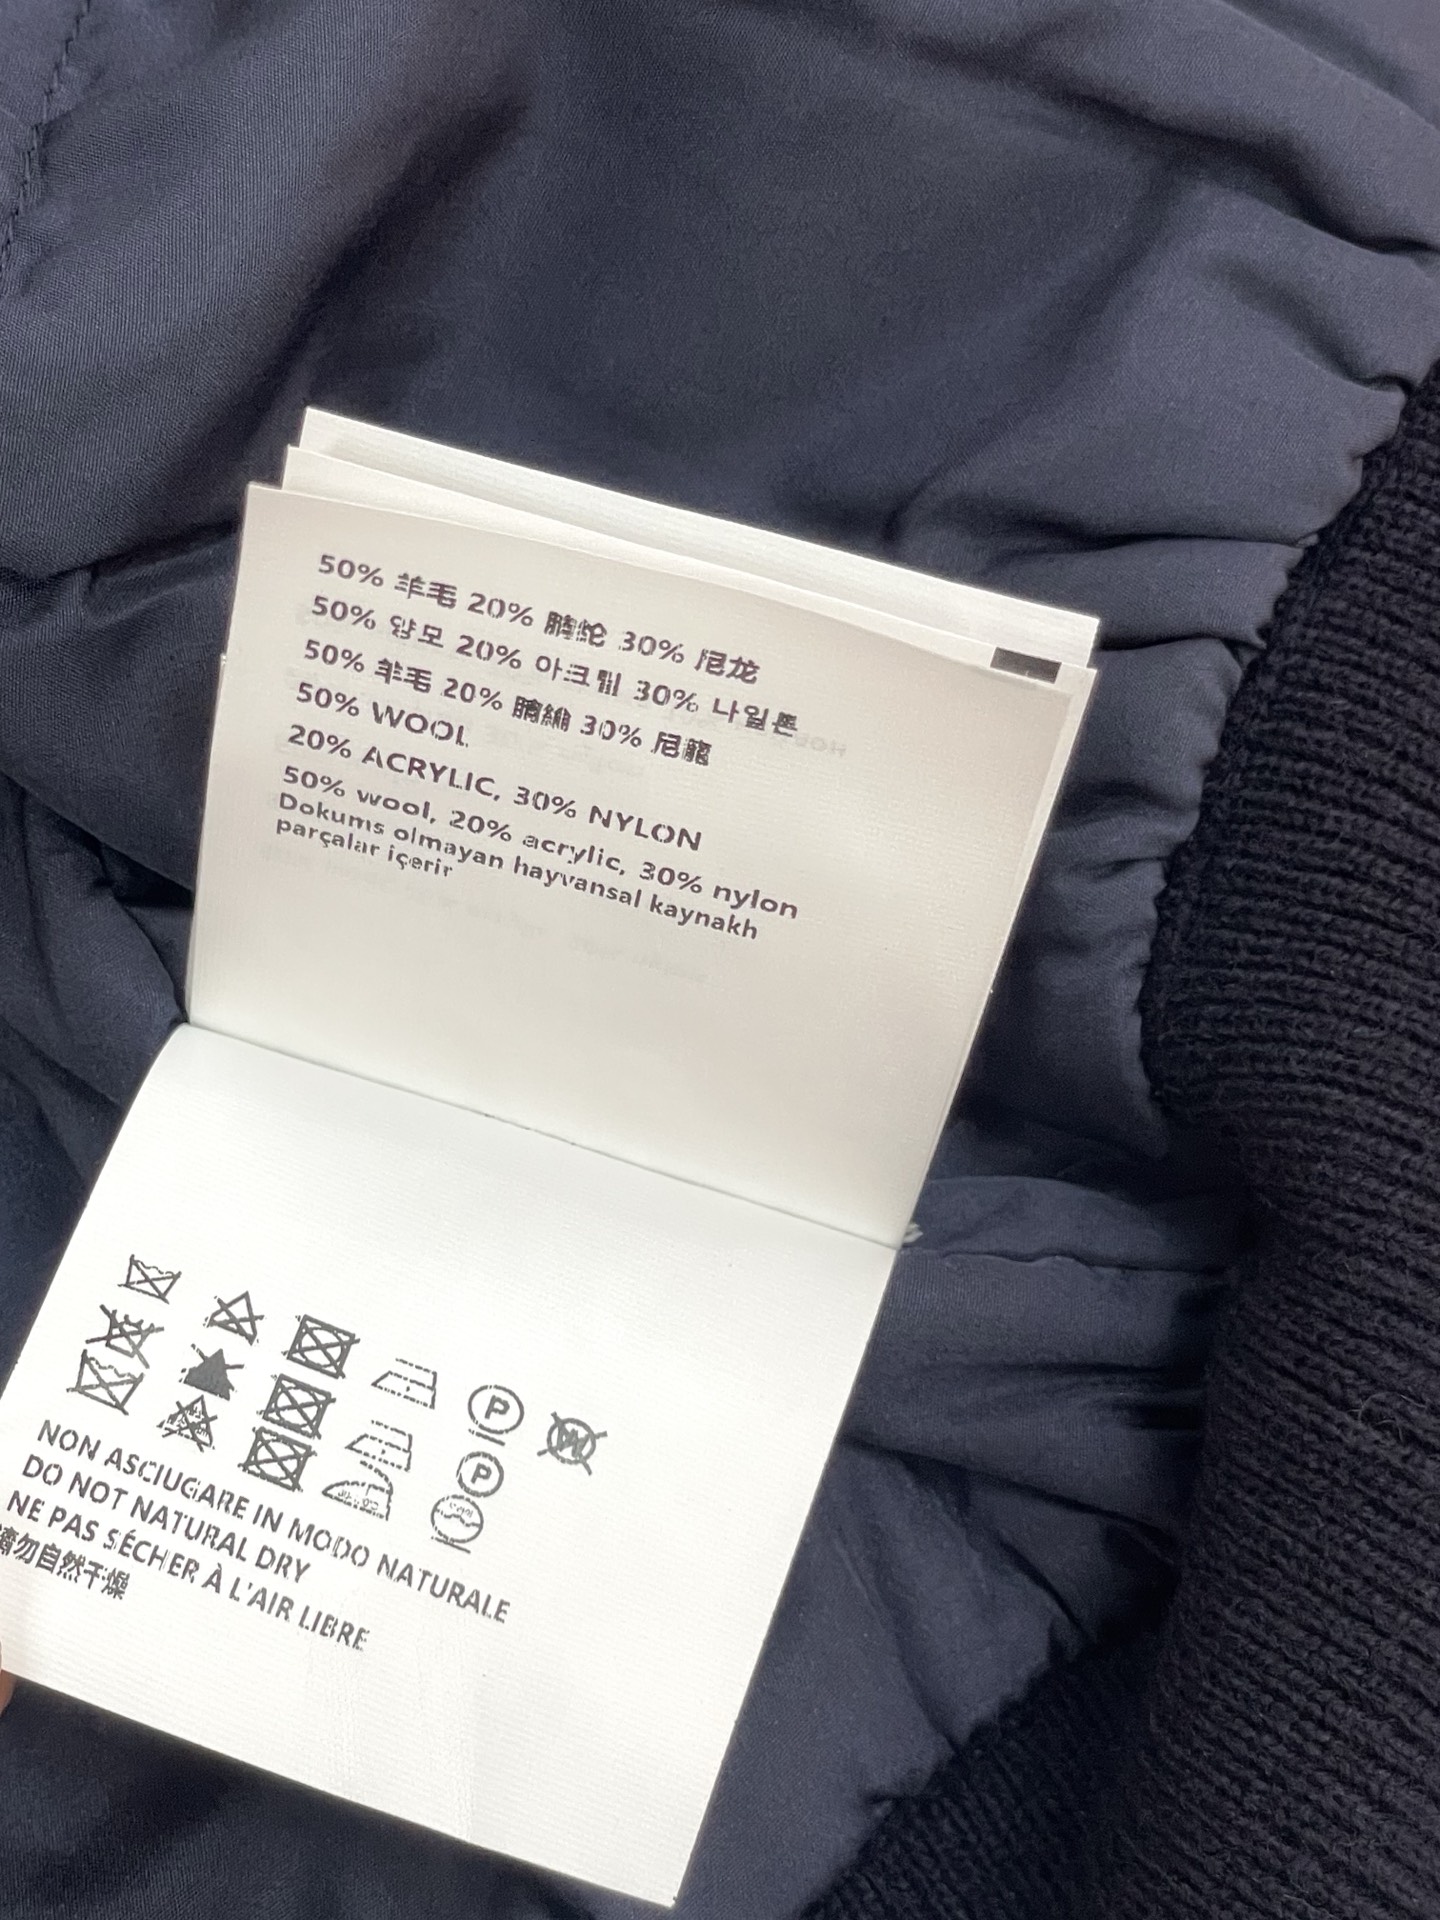 50% 羊毛 20% 腈纶 30% 尼龙
50% 양모 20% 아크릴 30% 나일론
50% 羊毛 20% 30% 尼龍
50% WOOL
20% ACRYLIC, 30% NYLON
50% wool, 20% acrylic, 30% nylon
Dokums olmayan hayvansal kaynakh
parçalar içerir
P
W
P
NON ASCIUGARE IN MODO NATURALE
DO NOT NATURAL DRY
NE PAS SÉCHER À L'AIR LIBRE
勿自然干燥